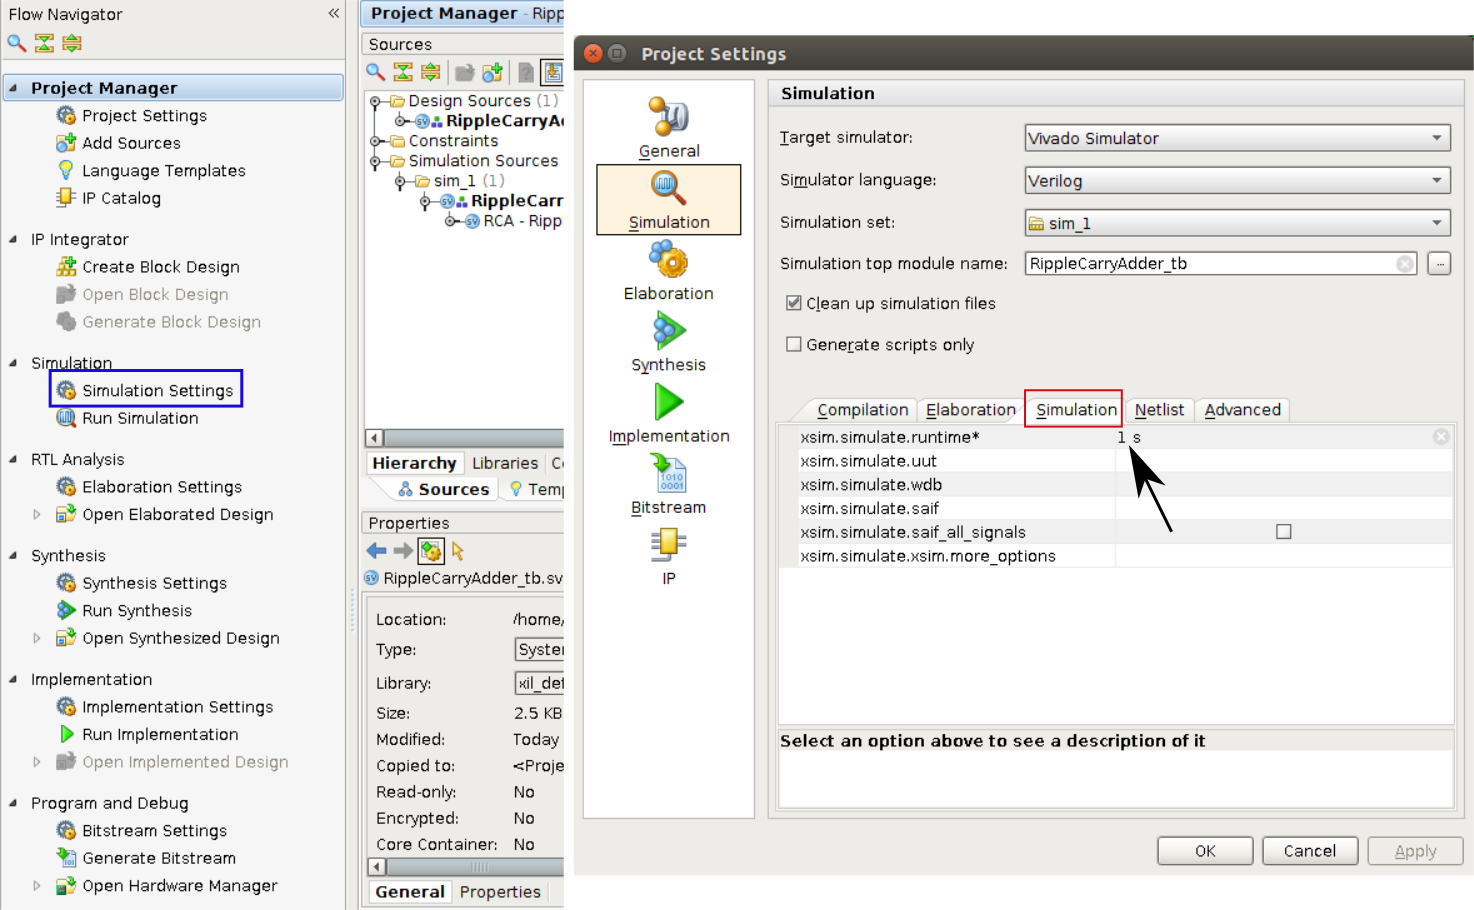 Flow Navigator
Project Manager
Project Settings
Add Sources
Language Templates
IP Catalog
IP Integrator
Create Block Design
Open Block Design
Generate Block Design
Simulation
Simulation Settings
Run Simulation
RTL Analysis
Elaboration Settings
Open Elaborated Design
Synthesis
Synthesis Settings
Run Synthesis
Open Synthesized Design
Implementation
Implementation Settings
Run Implementation
Open Implemented Design
Program and Debug
Bitstream Settings
Generate Bitstream
Open Hardware Manager
Project Manager - Ripp
Sources
Design Sources (1)
RippleCarryAd
Constraints
Simulation Sources
sim_1 (1)
RippleCarr
RCA - Ripp
Hierarchy Libraries
Sources Temp
Properties
RippleCarryAdder_tb.sv
Location: /home/
Type: Syste
Library: xil_def
Size: 2.5 KB
Modified: Today
Copied to: <Proje
Read-only: No
Encrypted: No
Core Container: No
General Properties
Project Settings
General
Simulation
Elaboration
Synthesis
Implementation
1010
0001
Bitstream
IP
Simulation
Target simulator: Vivado Simulator
Simulator language: Verilog
Simulation set: sim_1
Simulation top module name: RippleCarryAdder_tb ...
Clean up simulation files
Generate scripts only
Compilation Elaboration Simulation Netlist Advanced
xsim.simulate.runtime* 1 s
xsim.simulate.uut
xsim.simulate.wdb
xsim.simulate.saif
xsim.simulate.saif_all_signals
xsim.simulate.xsim.more_options
Select an option above to see a description of it
OK Cancel Apply